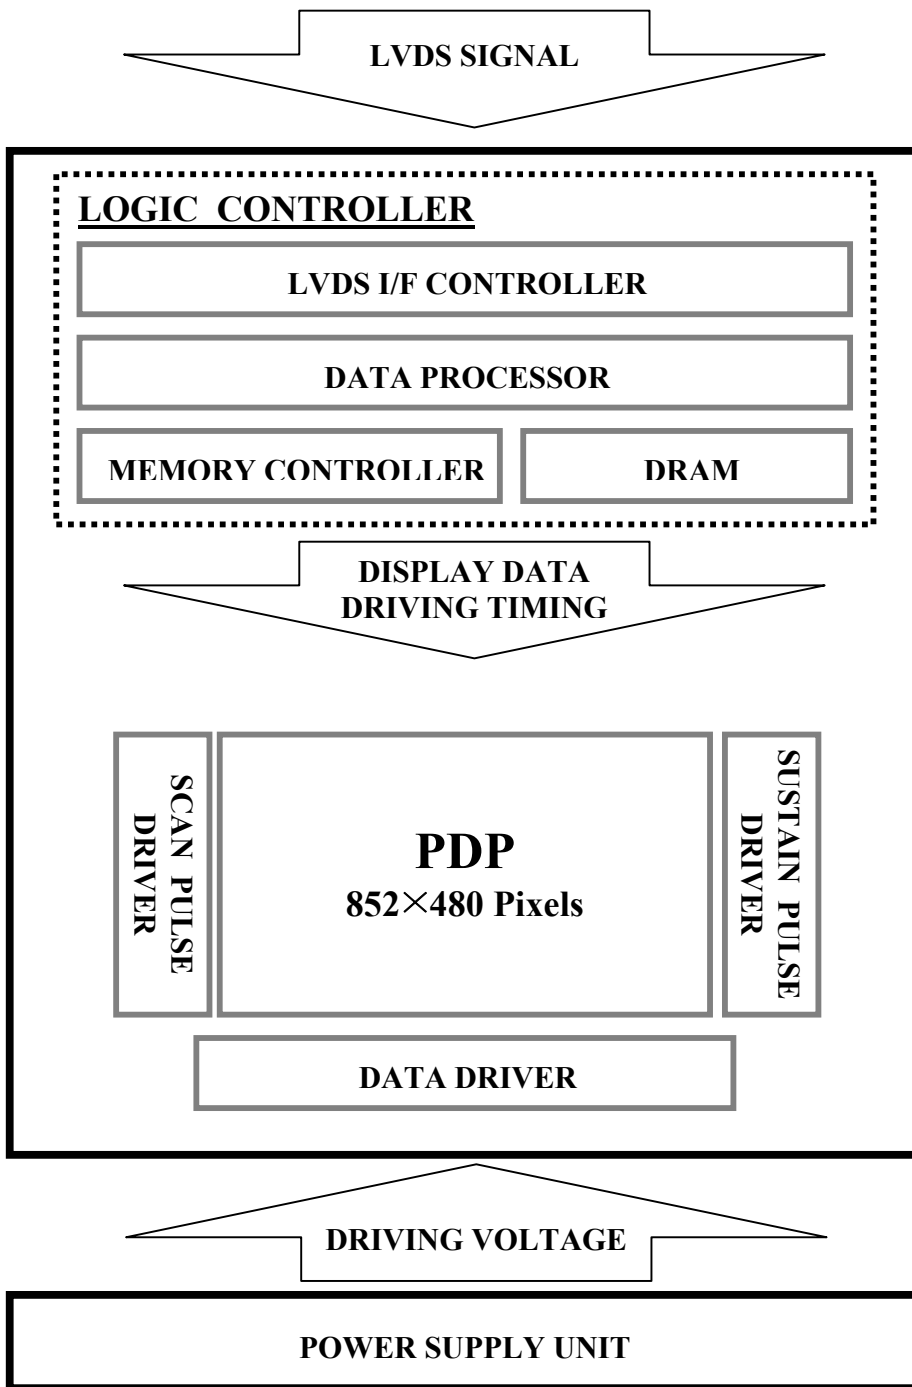 LVDS SIGNAL
LOGIC CONTROLLER
LVDS I/F CONTROLLER
DATA PROCESSOR
MEMORY CONTROLLER
DRAM
DISPLAY DATA
DRIVING TIMING
SCAN PULSE
DRIVER
PDP
852×480 Pixels
SUSTAIN PULSE
DRIVER
DATA DRIVER
DRIVING VOLTAGE
POWER SUPPLY UNIT